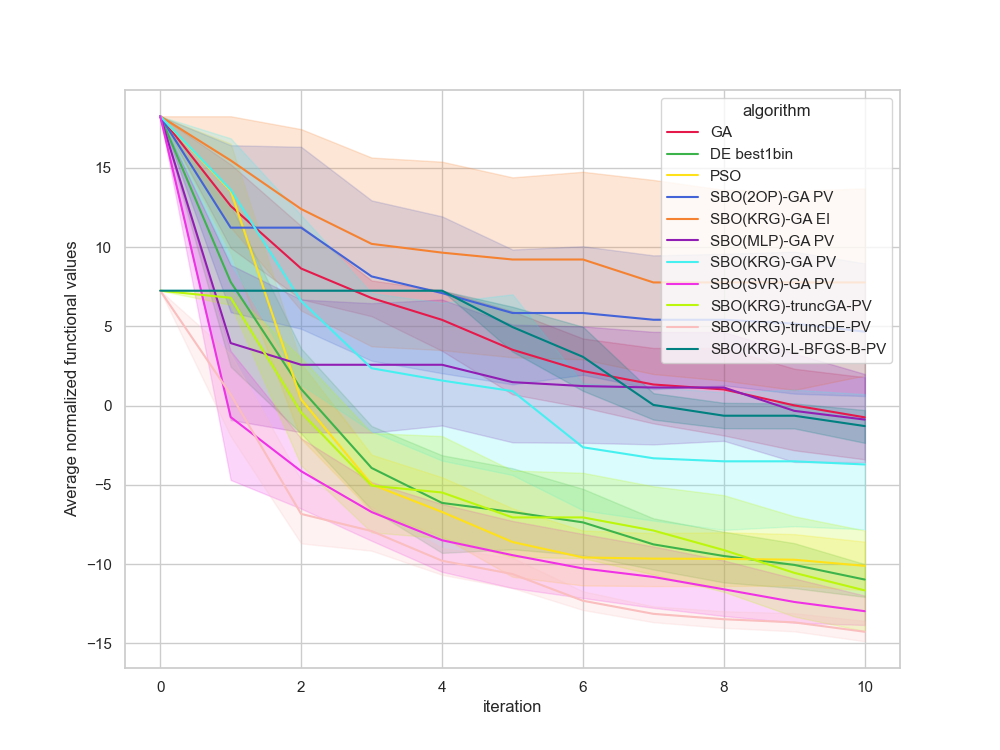 algorithm
GA
DE best1bin
PSO
SBO(2OP)-GA PV
SBO(KRG)-GA EI
SBO(MLP)-GA PV
SBO(KRG)-GA PV
SBO(SVR)-GA PV
SBO(KRG)-truncGA-PV
SBO(KRG)-truncDE-PV
SBO(KRG)-L-BFGS-B-PV
Average normalized functional values
15
10
5
0
−5
−10
−15
0 2 4 6 8 10
iteration